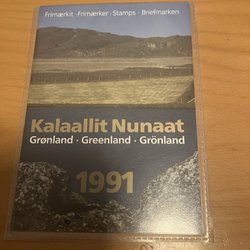 Frimærkit · Frimærker · Stamps · Briefmarken
Kalaallit Nunaat
Grønland · Greenland · Grönland
1991